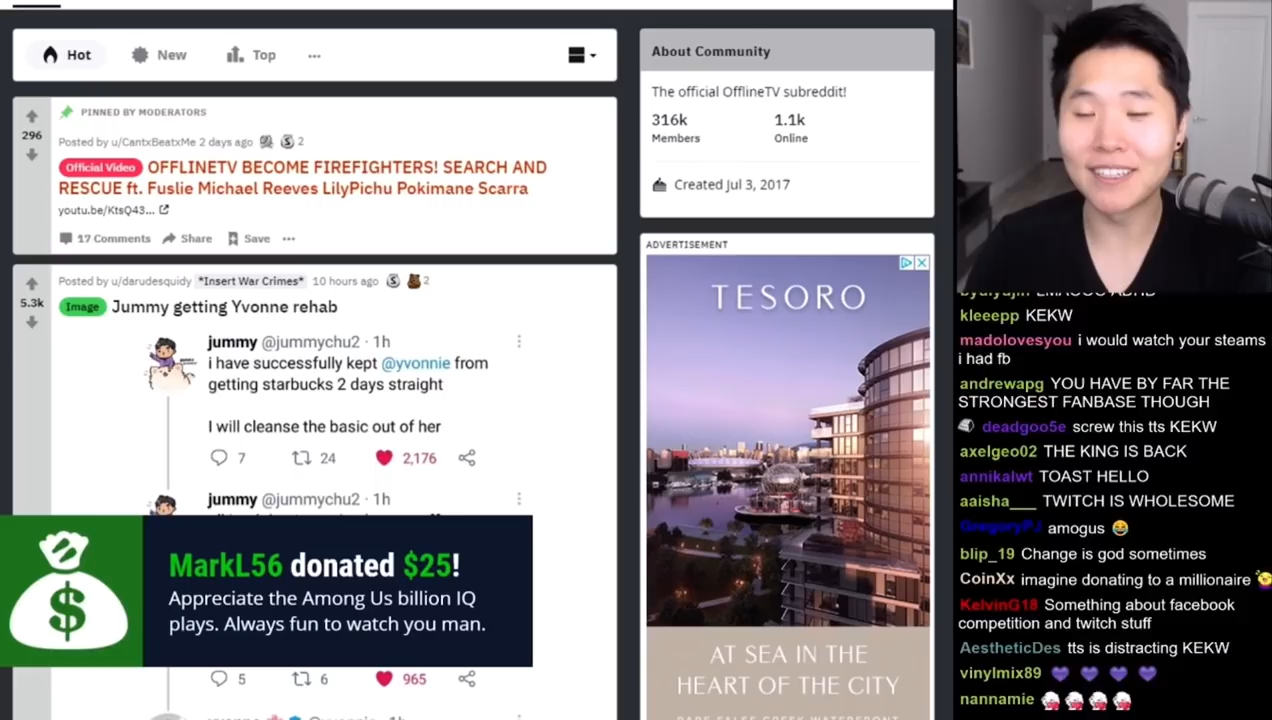 Hot
New
Top
PINNED BY MODERATORS
296
Posted by u/CantxBeatxMe 2 days ago
2
Official Video OFFLINETV BECOME FIREFIGHTERS! SEARCH AND
RESCUE ft. Fuslie Michael Reeves LilyPichu Pokimane Scarra
youtu.be/KtsQ43...
17 Comments Share Save
Posted by u/darudesquidy *Insert War Crimes* 10 hours ago
2
5.3k
Image Jummy getting Yvonne rehab
jummy @jummychu2 · 1h
i have successfully kept @yvonnie from
getting starbucks 2 days straight
I will cleanse the basic out of her
7 24 2,176
jummy @jummychu2 · 1h
MarkL56 donated $25!
Appreciate the Among Us billion IQ
plays. Always fun to watch you man.
5 6 965
About Community
The official OfflineTV subreddit!
316k 1.1k
Members Online
Created Jul 3, 2017
ADVERTISEMENT
TESORO
AT SEA IN THE
HEART OF THE CITY
kleeepp KEKW
madolovesyou i would watch your steams
i had fb
andrewapg YOU HAVE BY FAR THE
STRONGEST FANBASE THOUGH
deadgoo5e screw this tts KEKW
axelgeo02 THE KING IS BACK
annikalwt TOAST HELLO
aaisha___ TWITCH IS WHOLESOME
GregoryPJ amogus
blip_19 Change is god sometimes
CoinXx imagine donating to a millionaire
KelvinG18 Something about facebook
competition and twitch stuff
AestheticDes tts is distracting KEKW
vinylmix89
nannamie